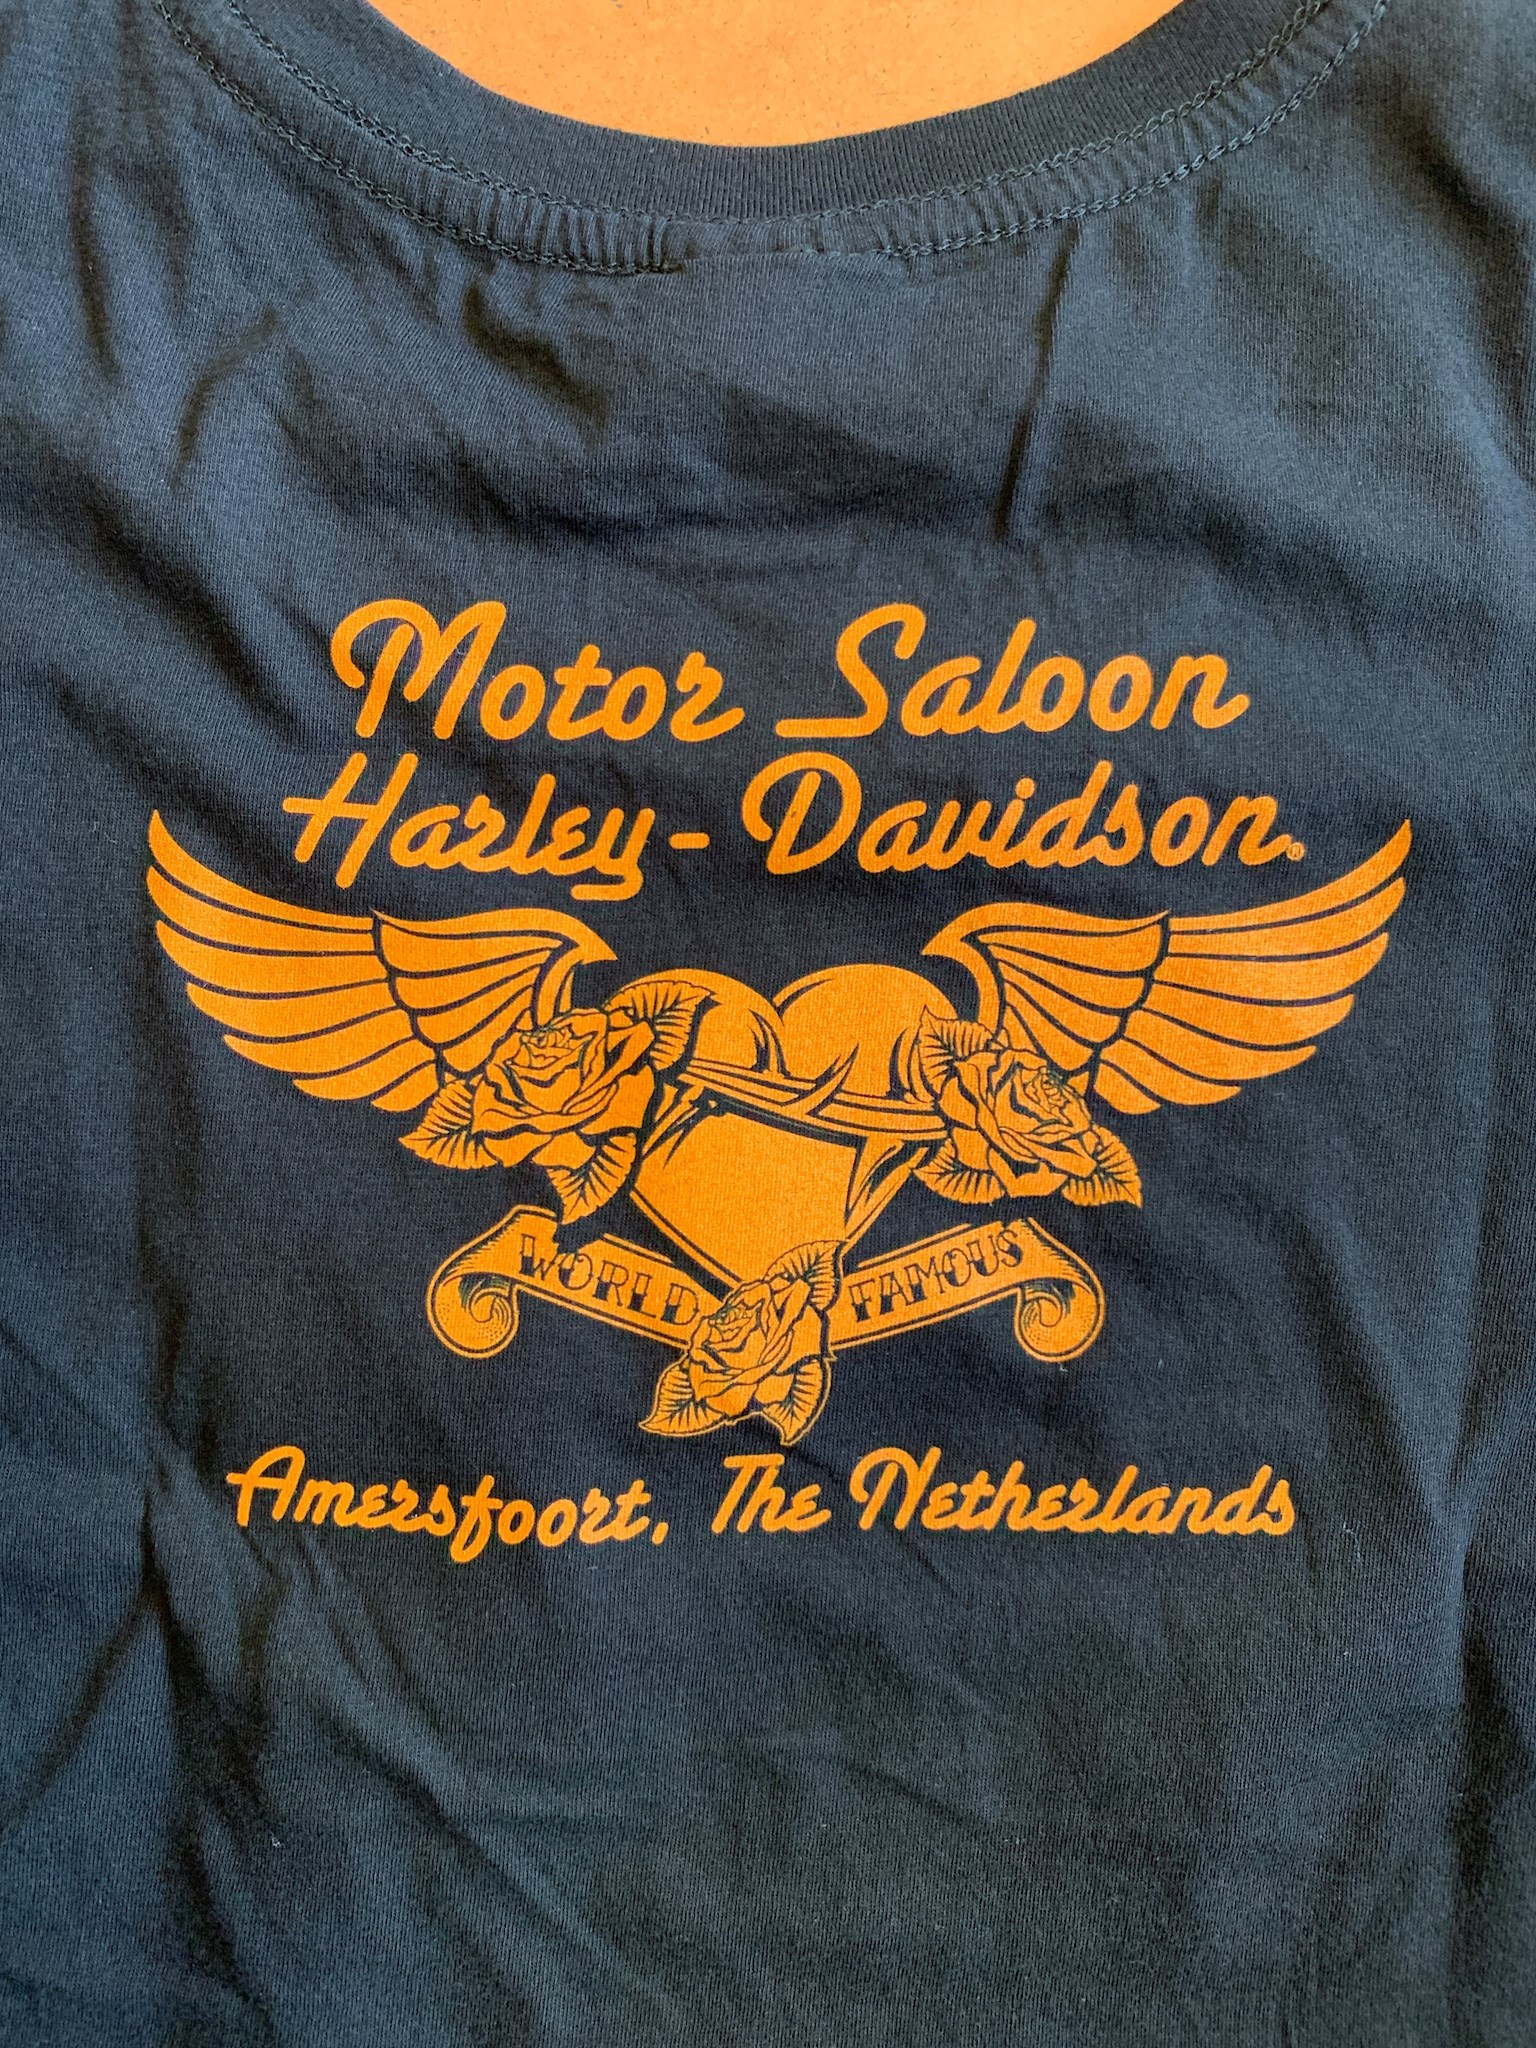 Motor Saloon
Harley-Davidson®
WORLD FAMOUS
Amersfoort, The Netherlands